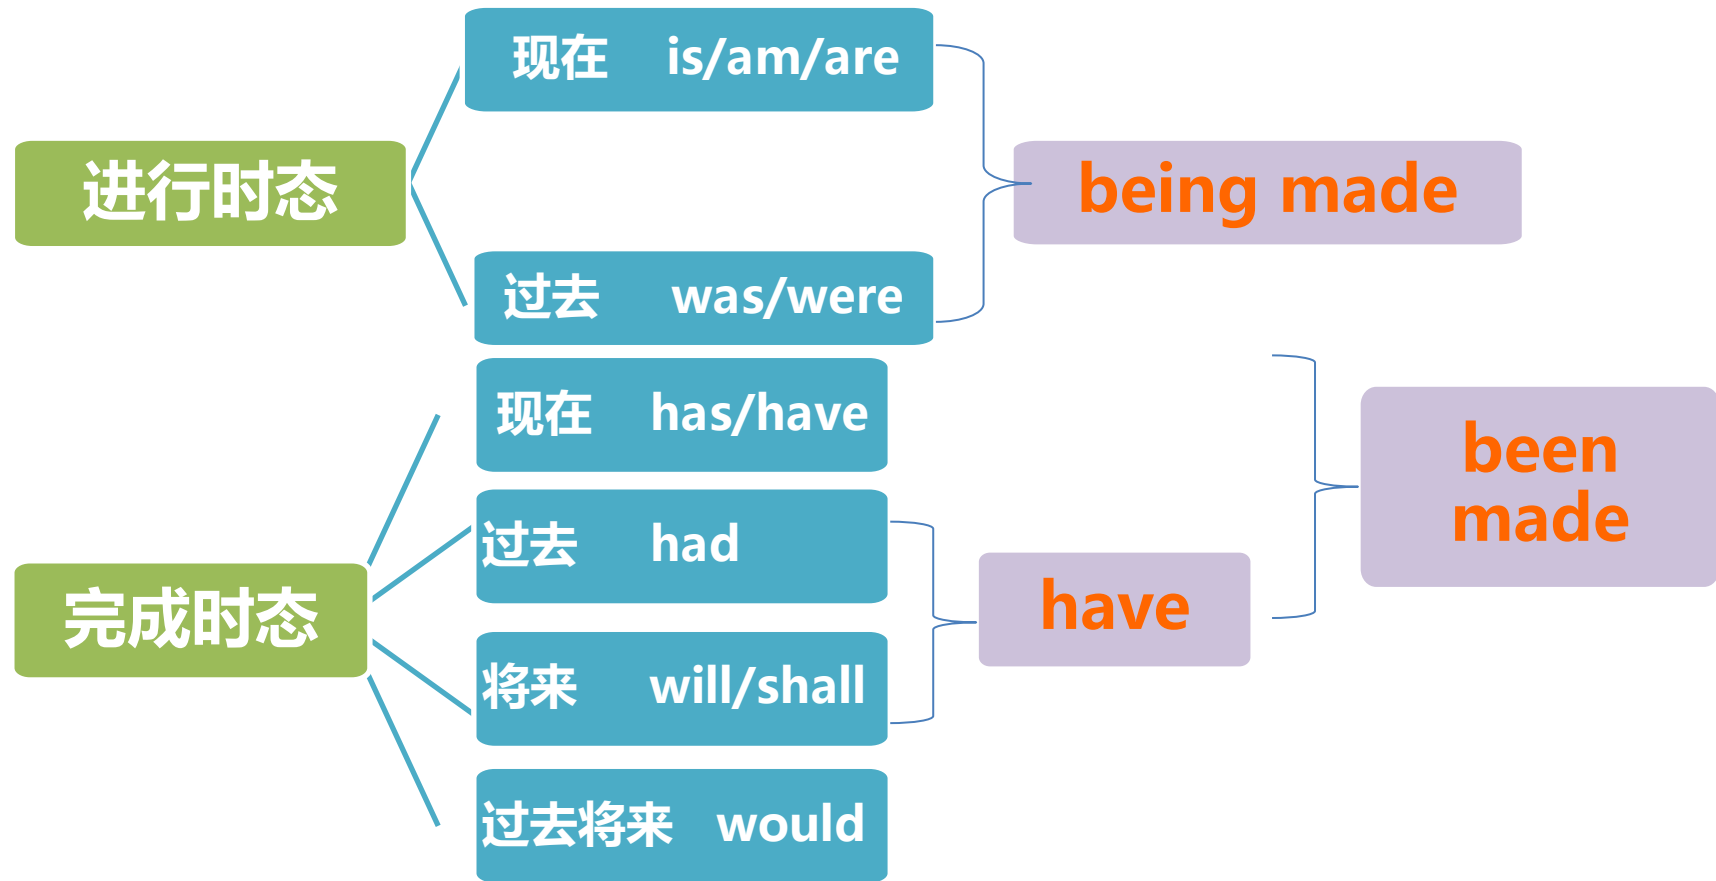 进行时态
现在 is/am/are
过去 was/were
being made
完成时态
现在 has/have
过去 had
将来 will/shall
过去将来 would
have
been
made